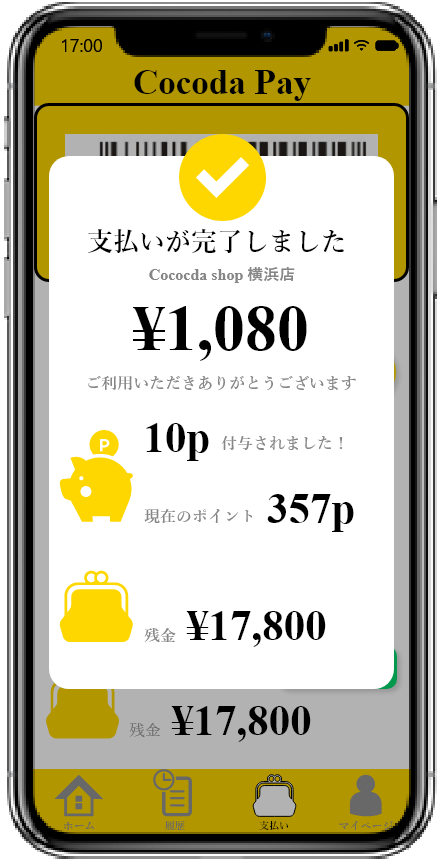 17:00
Cocoda Pay
支払いが完了しました
Cococda shop 横浜店
¥1,080
ご利用いただきありがとうございます
P
10p 付与されました！
現在のポイント 357p
残金 ¥17,800
残金 ¥17,800
ホーム 履歴 支払い マイページ